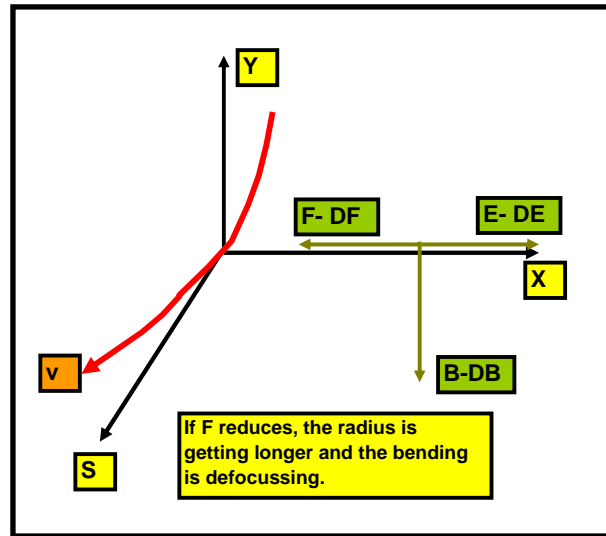 Y
F- DF
E- DE
X
v
B-DB
S
If F reduces, the radius is
getting longer and the bending
is defocussing.